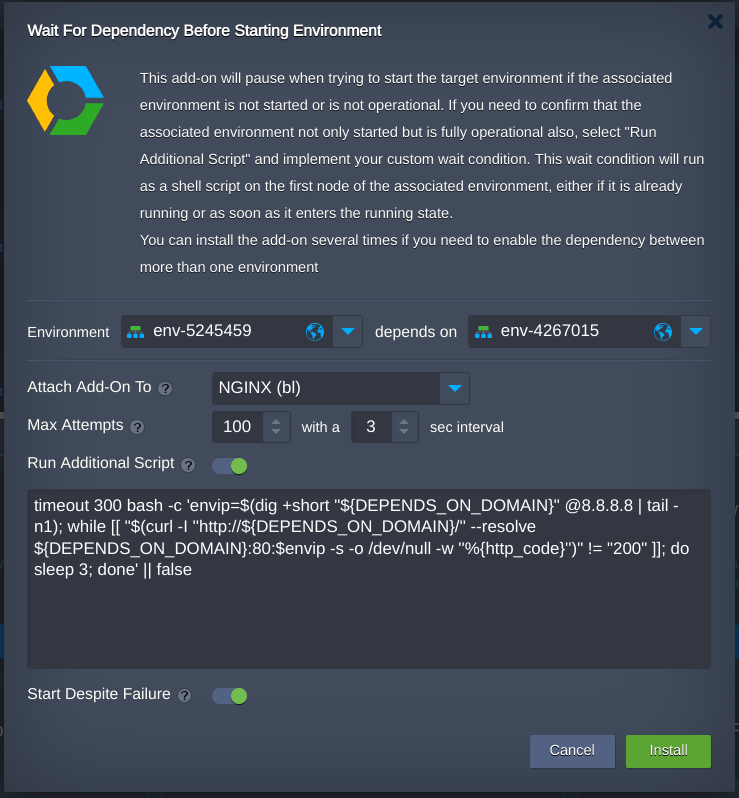 Wait For Dependency Before Starting Environment
This add-on will pause when trying to start the target environment if the associated
environment is not started or is not operational. If you need to confirm that the
associated environment not only started but is fully operational also, select "Run
Additional Script" and implement your custom wait condition. This wait condition will run
as a shell script on the first node of the associated environment, either if it is already
running or as soon as it enters the running state.
You can install the add-on several times if you need to enable the dependency between
more than one environment
Environment env-5245459 depends on env-4267015
Attach Add-On To ? NGINX (bl)
Max Attempts ? 100 with a 3 sec interval
Run Additional Script ?
timeout 300 bash -c 'envip=$(dig +short "${DEPENDS_ON_DOMAIN}" @8.8.8.8 | tail -
n1); while [[ "$(curl -I "http://${DEPENDS_ON_DOMAIN}/" --resolve
${DEPENDS_ON_DOMAIN}:80:$envip -s -o /dev/null -w "%{http_code}")" != "200" ]]; do
sleep 3; done' || false
Start Despite Failure ?
Cancel Install